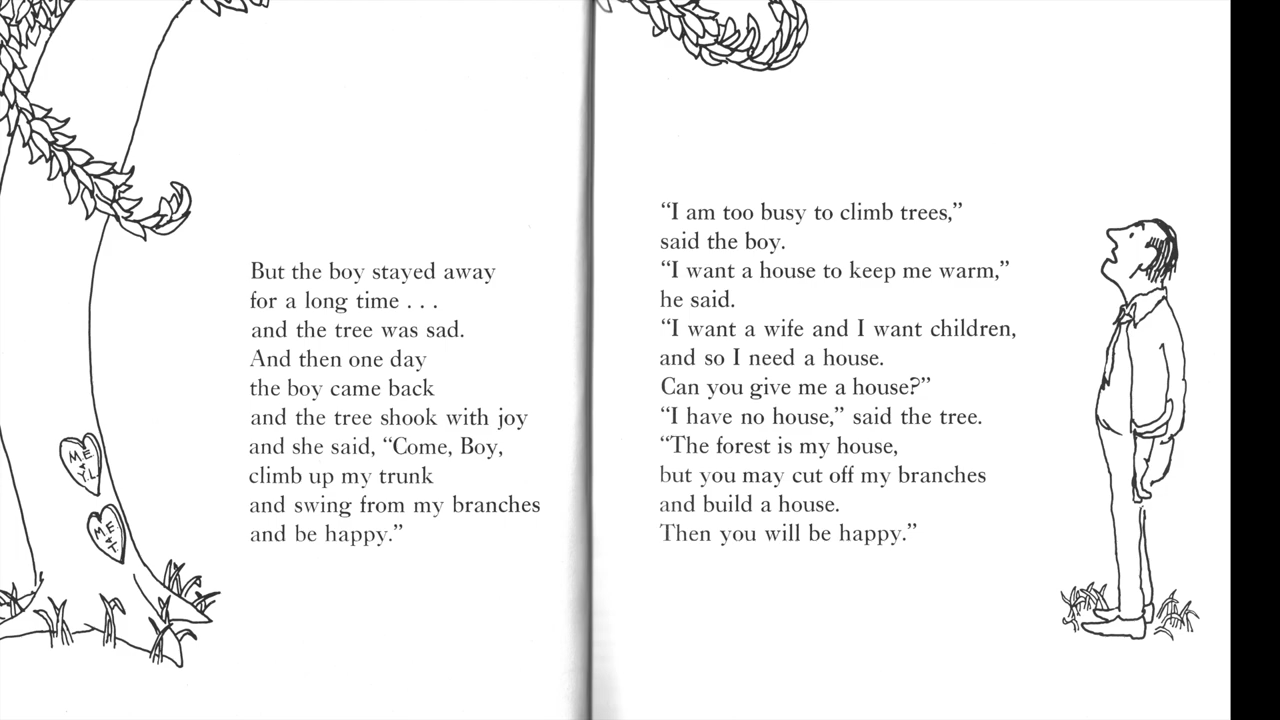 But the boy stayed away
for a long time . . .
and the tree was sad.
And then one day
the boy came back
and the tree shook with joy
and she said, “Come, Boy,
climb up my trunk
and swing from my branches
and be happy.”
M E
+
Y.L.
M E
+
T.
“I am too busy to climb trees,”
said the boy.
“I want a house to keep me warm,”
he said.
“I want a wife and I want children,
and so I need a house.
Can you give me a house?”
“I have no house,” said the tree.
“The forest is my house,
but you may cut off my branches
and build a house.
Then you will be happy.”